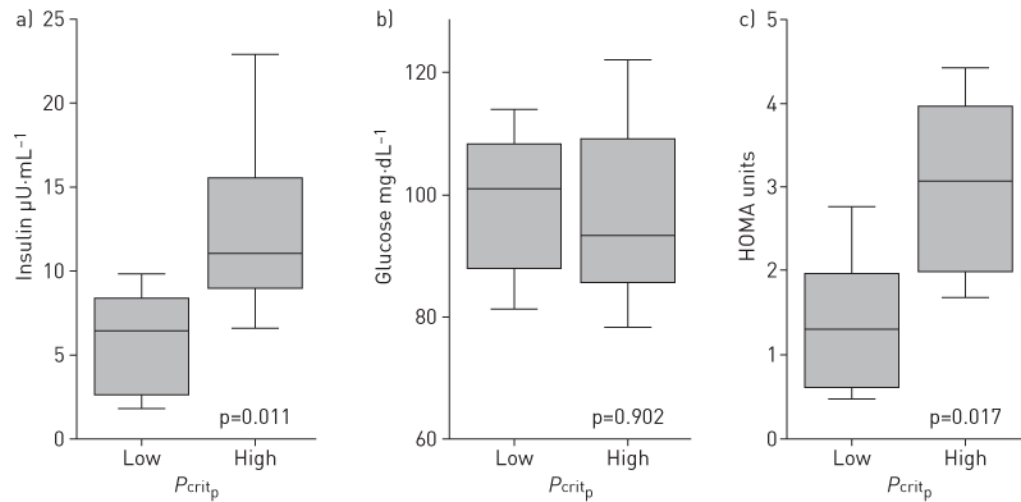 a)
25
20
15
10
5
0
Insulin µU·mL⁻¹
p=0.011
Low High
Pcritₚ
b)
120
100
80
60
Glucose mg·dL⁻¹
p=0.902
Low High
Pcritₚ
c)
5
4
3
2
1
0
HOMA units
p=0.017
Low High
Pcritₚ